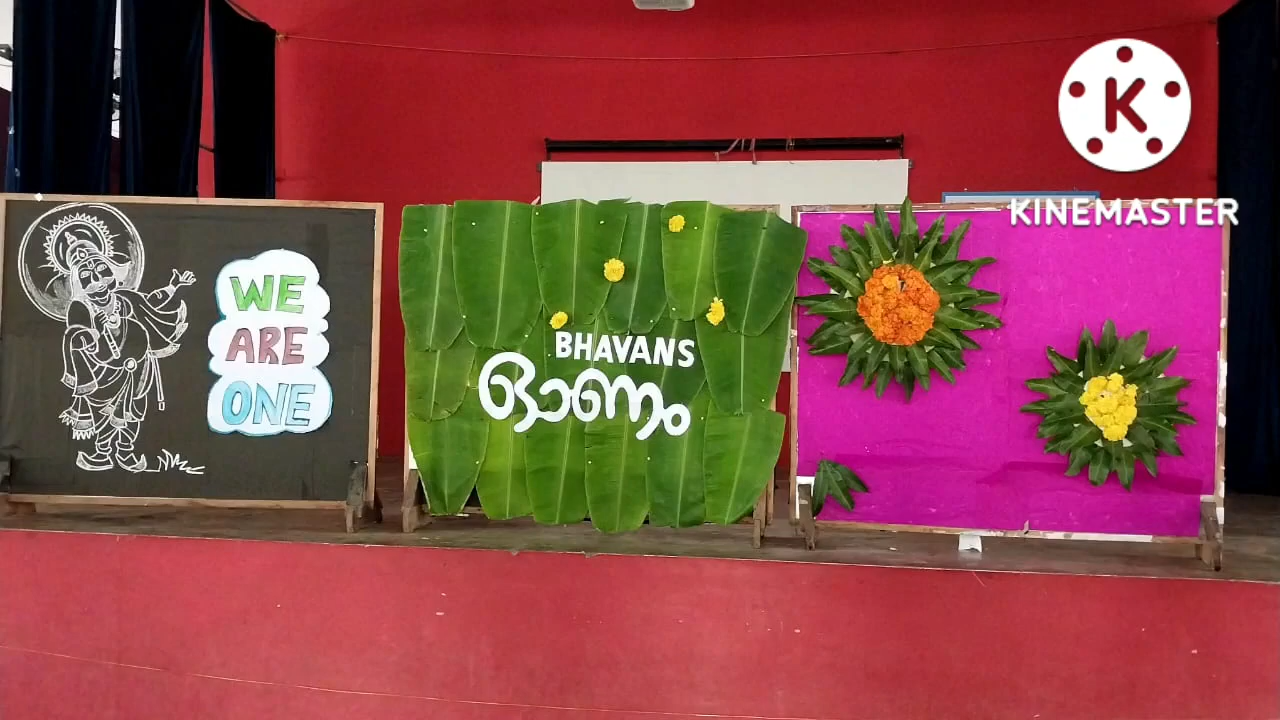 WE
ARE
ONE
BHAVANS
ഓണം
K
KINEMASTER